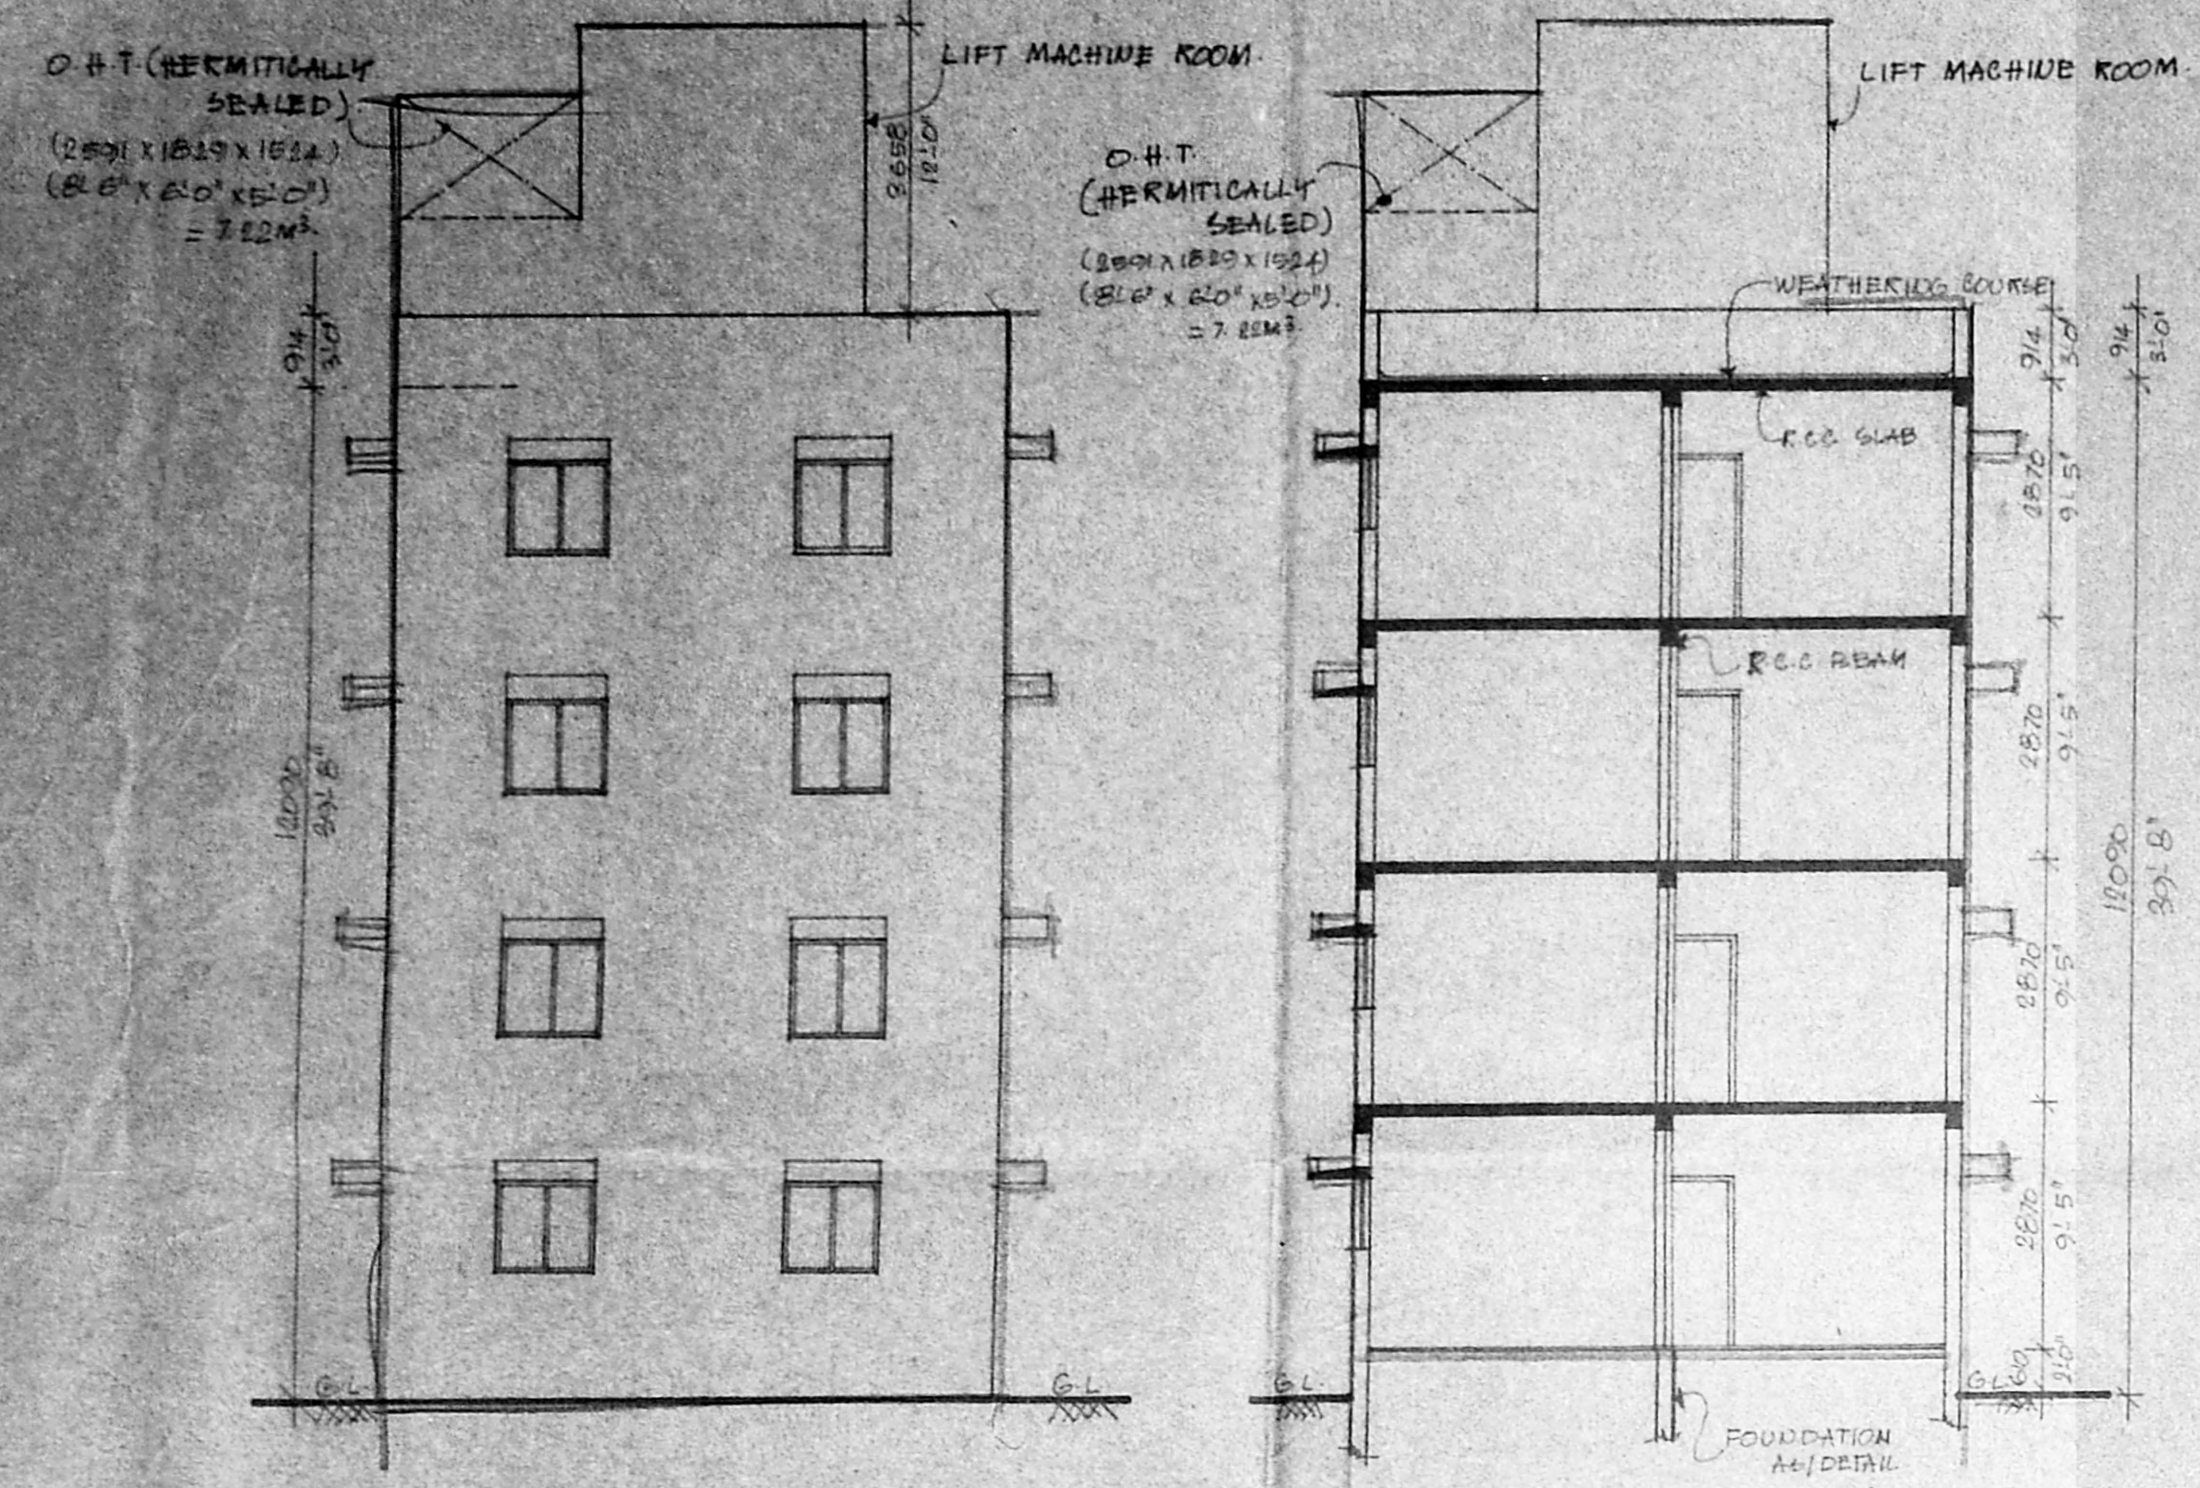 O.H.T. (HERMITICALLY
SEALED).
(2591 x 1829 x 1524)
(8'-6" x 6'-0" x 5'-0")
= 7.22M³.
LIFT MACHINE ROOM.
3658
12'-0"
914
3'-0"
12090
39'-8"
G.L.
G.L.
O.H.T.
(HERMITICALLY
SEALED)
(2591 x 1829 x 1524)
(8'-6" x 6'-0" x 5'-0").
= 7.22M³.
LIFT MACHINE ROOM.
WEATHERING COURSE
R.C.C. SLAB
R.C.C BEAM
914
3'-0"
914
3'-0"
2870
9'-5"
2870
9'-5"
2870
9'-5"
2870
9'-5"
12090
39'-8"
2'-0"
G.L.
G.L.
FOUNDATION
AS/DETAIL